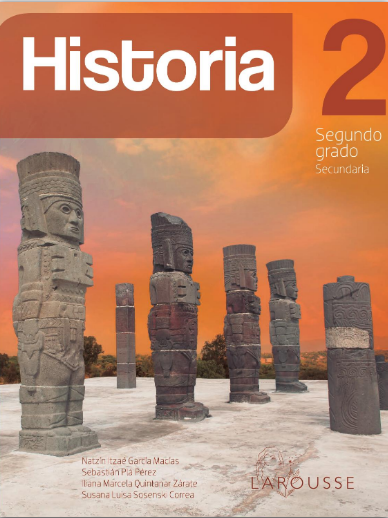 Historia
2
Segundo
grado
Secundaria
Natzín Itzaé García Macías
Sebastián Plá Pérez
Iliana Marcela Quintanar Zárate
Susana Luisa Sosenski Correa
LAROUSSE